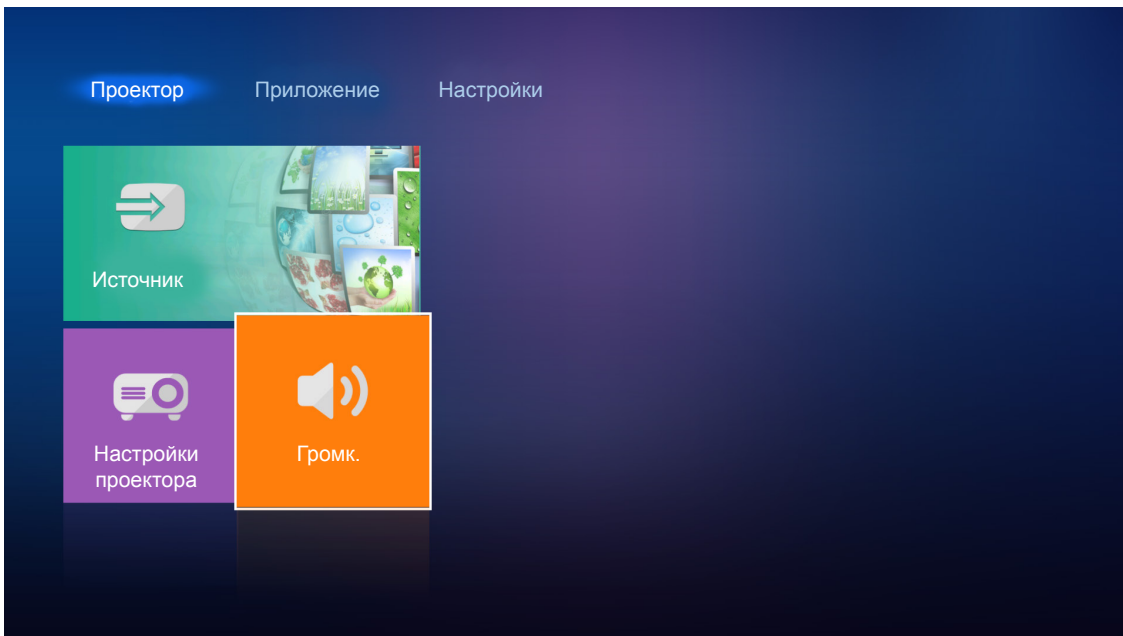 Проектор
Приложение
Настройки
Источник
Настройки
проектора
Громк.